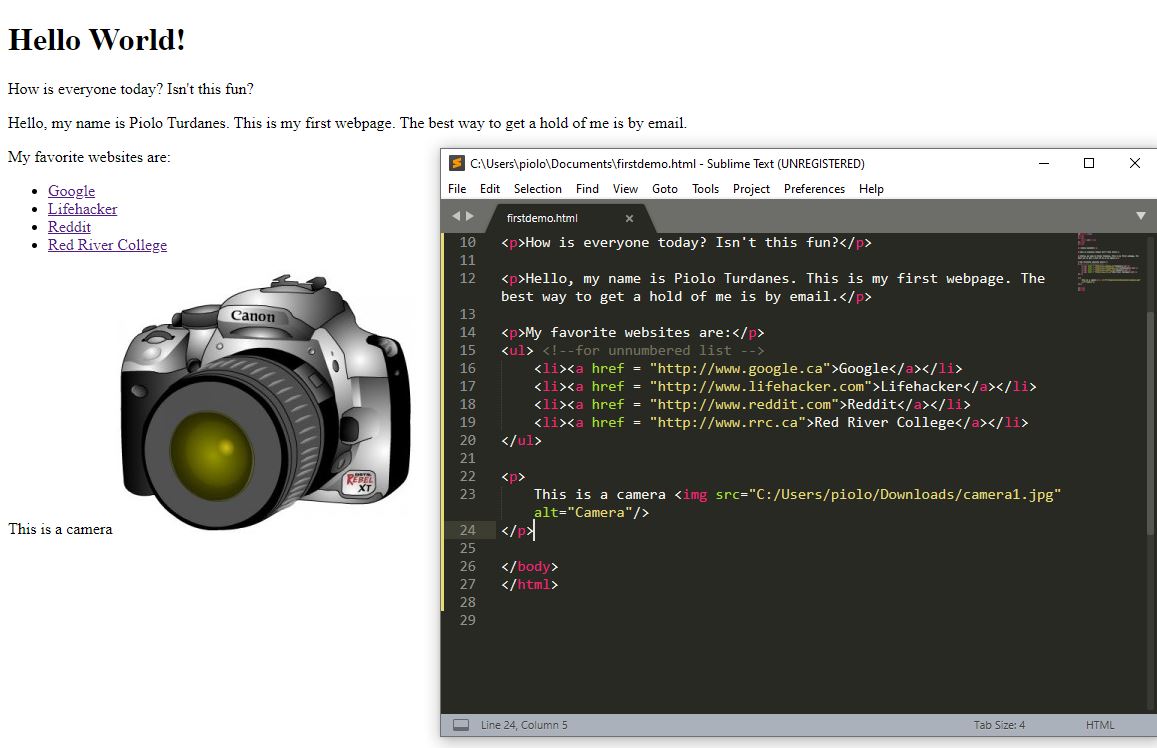 Hello World!
How is everyone today? Isn't this fun?
Hello, my name is Piolo Turdanes. This is my first webpage. The best way to get a hold of me is by email.
My favorite websites are:
Google
Lifehacker
Reddit
Red River College
Canon
DIGITAL
REBEL
XT
This is a camera
C:\Users\piolo\Documents\firstdemo.html - Sublime Text (UNREGISTERED)
File Edit Selection Find View Goto Tools Project Preferences Help
firstdemo.html
10 <p>How is everyone today? Isn't this fun?</p>
11
12 <p>Hello, my name is Piolo Turdanes. This is my first webpage. The
best way to get a hold of me is by email.</p>
13
14 <p>My favorite websites are:</p>
15 <ul> <!--for unnumbered list -->
16 <li><a href = "http://www.google.ca">Google</a></li>
17 <li><a href = "http://www.lifehacker.com">Lifehacker</a></li>
18 <li><a href = "http://www.reddit.com">Reddit</a></li>
19 <li><a href = "http://www.rrc.ca">Red River College</a></li>
20 </ul>
21
22 <p>
23 This is a camera <img src="C:/Users/piolo/Downloads/camera1.jpg"
alt="Camera"/>
24 </p>
25
26 </body>
27 </html>
28
29
Line 24, Column 5 Tab Size: 4 HTML